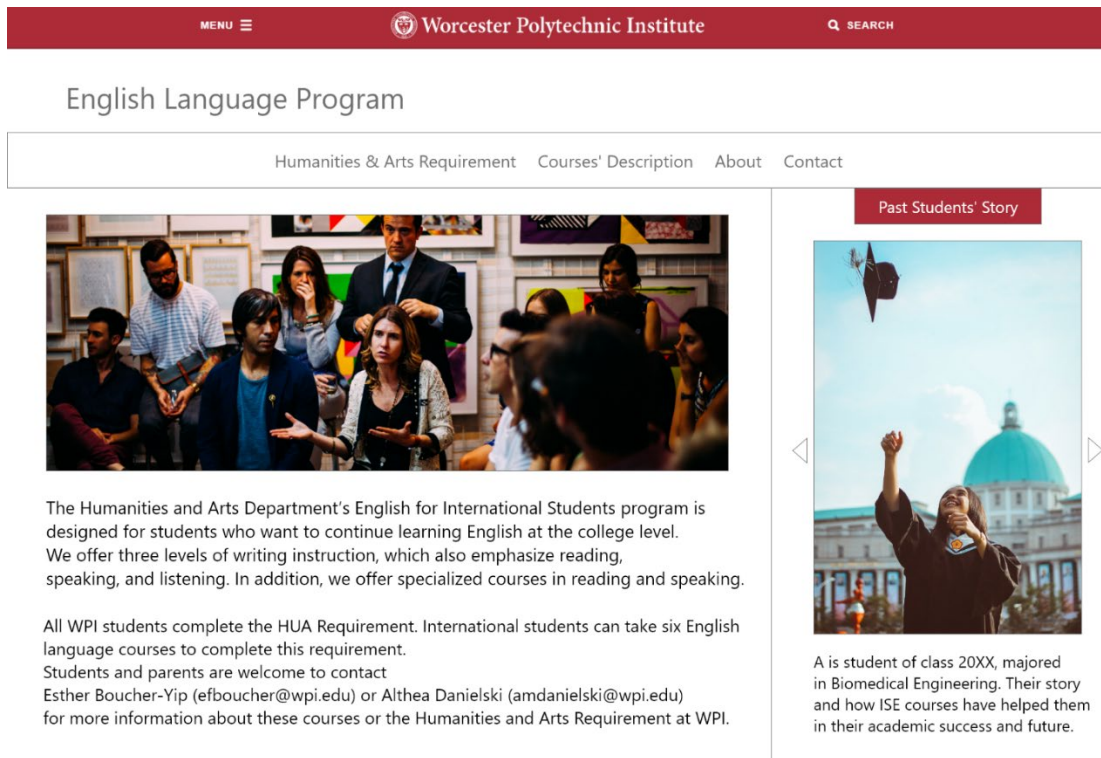 MENU
Worcester Polytechnic Institute
SEARCH
English Language Program
Humanities & Arts Requirement
Courses' Description
About
Contact
The Humanities and Arts Department's English for International Students program is
designed for students who want to continue learning English at the college level.
We offer three levels of writing instruction, which also emphasize reading,
speaking, and listening. In addition, we offer specialized courses in reading and speaking.
All WPI students complete the HUA Requirement. International students can take six English
language courses to complete this requirement.
Students and parents are welcome to contact
Esther Boucher-Yip (efboucher@wpi.edu) or Althea Danielski (amdanielski@wpi.edu)
for more information about these courses or the Humanities and Arts Requirement at WPI.
Past Students' Story
A is student of class 20XX, majored
in Biomedical Engineering. Their story
and how ISE courses have helped them
in their academic success and future.